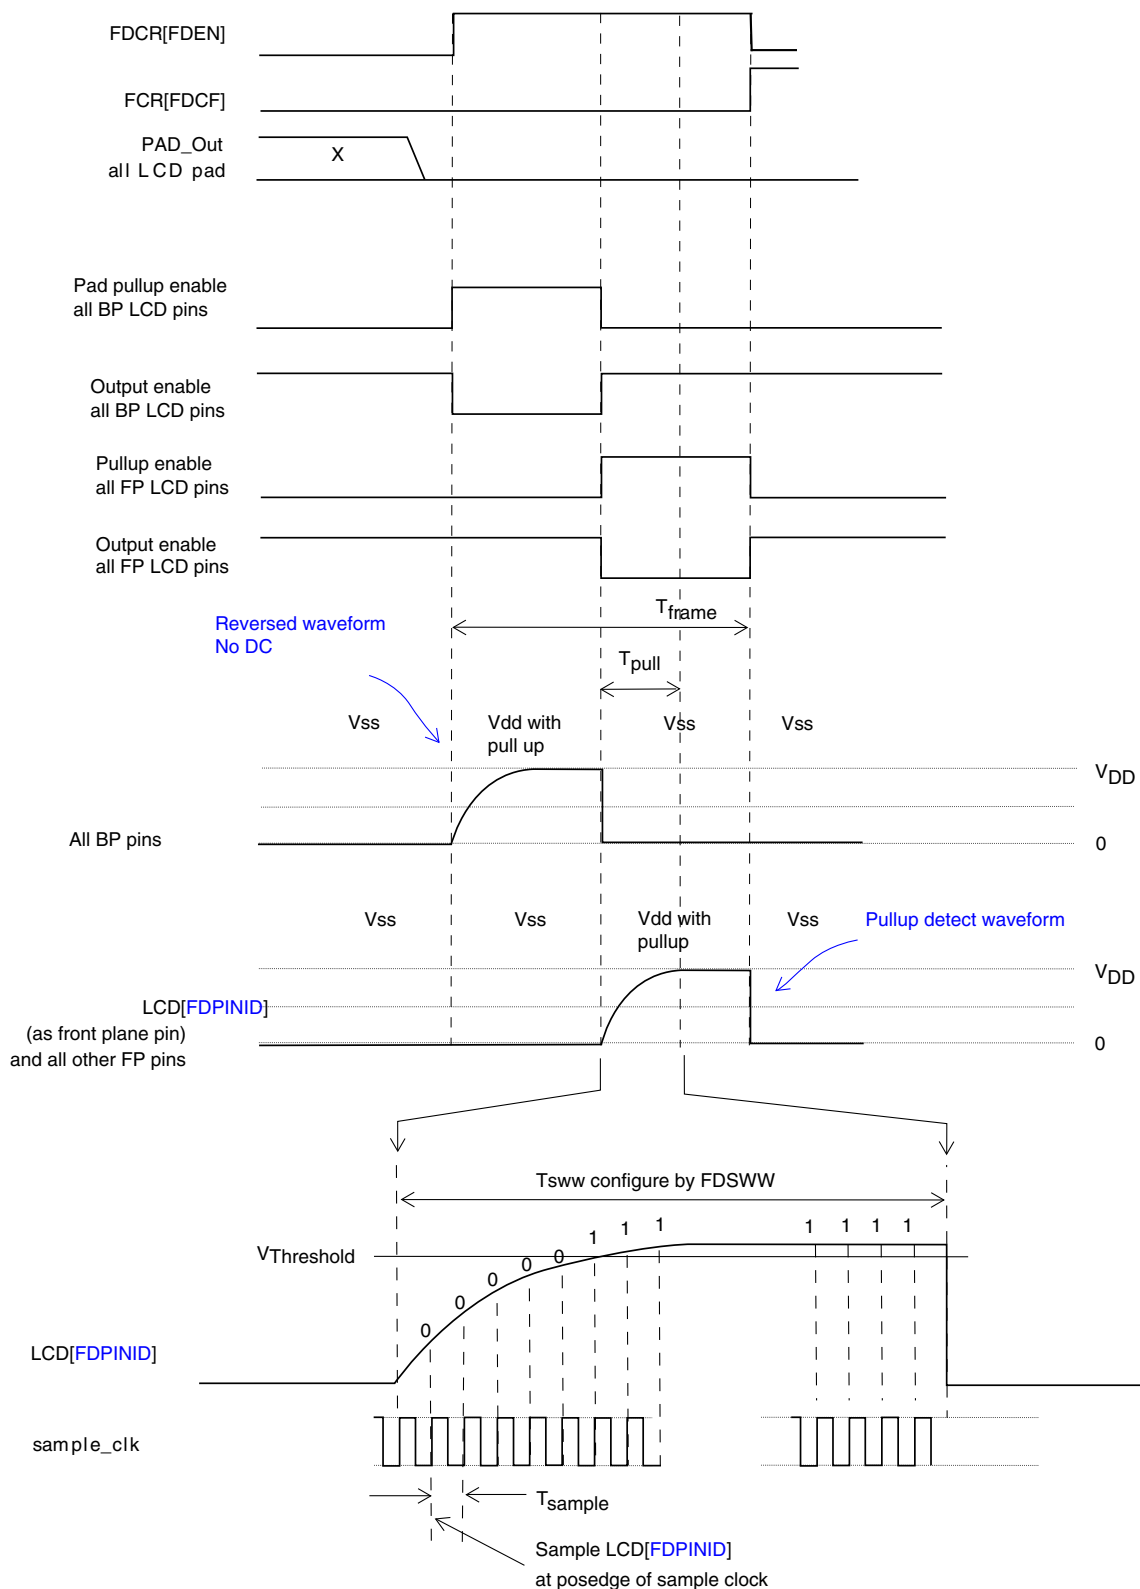 FDCR[FDEN]
FCR[FDCF]
PAD_Out
all LCD pad
X
Pad pullup enable
all BP LCD pins
Output enable
all BP LCD pins
Pullup enable
all FP LCD pins
Output enable
all FP LCD pins
Tframe
Reversed waveform
No DC
Tpull
Vss
Vdd with
pull up
Vss
Vss
VDD
All BP pins
0
Vss
Vss
Vdd with
pullup
Vss
Pullup detect waveform
VDD
LCD[FDPINID]
(as front plane pin)
and all other FP pins
0
Tsww configure by FDSWW
VThreshold
0
0
0
0
0
1
1
1
1
1
1
1
LCD[FDPINID]
sample_clk
Tsample
Sample LCD[FDPINID]
at posedge of sample clock